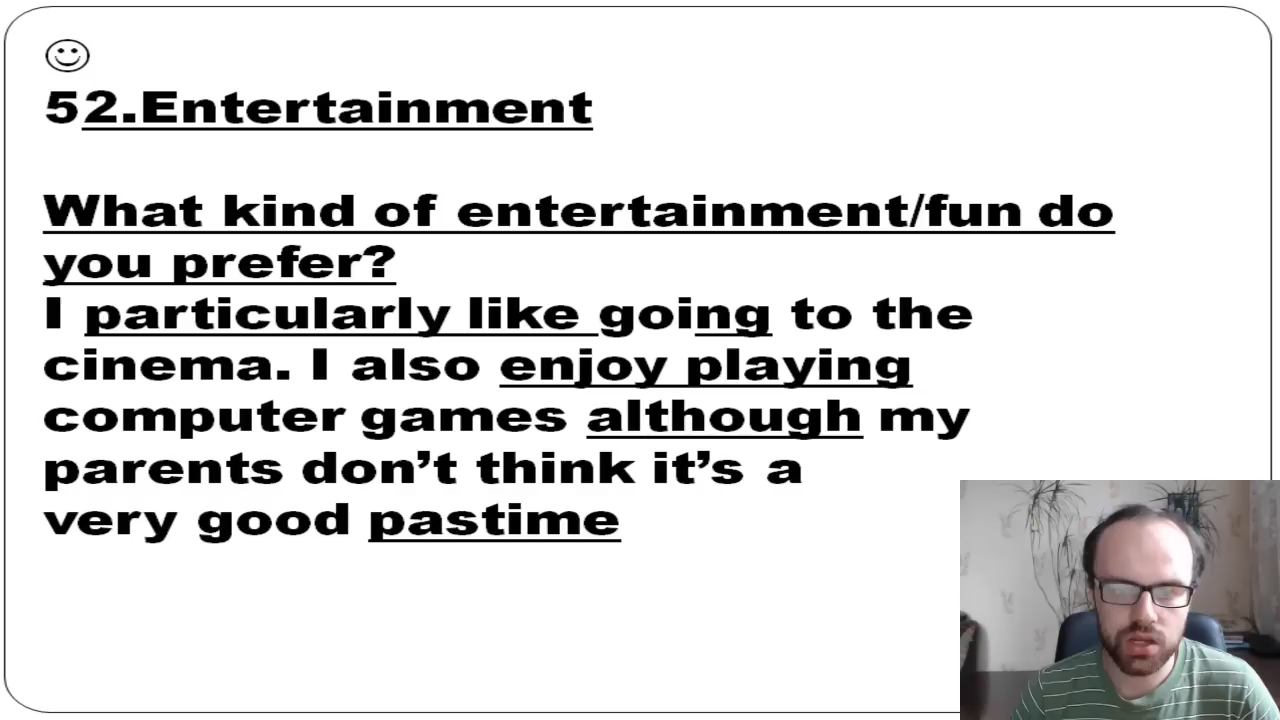 52.Entertainment
What kind of entertainment/fun do
you prefer?
I particularly like going to the
cinema. I also enjoy playing
computer games although my
parents don’t think it’s a
very good pastime